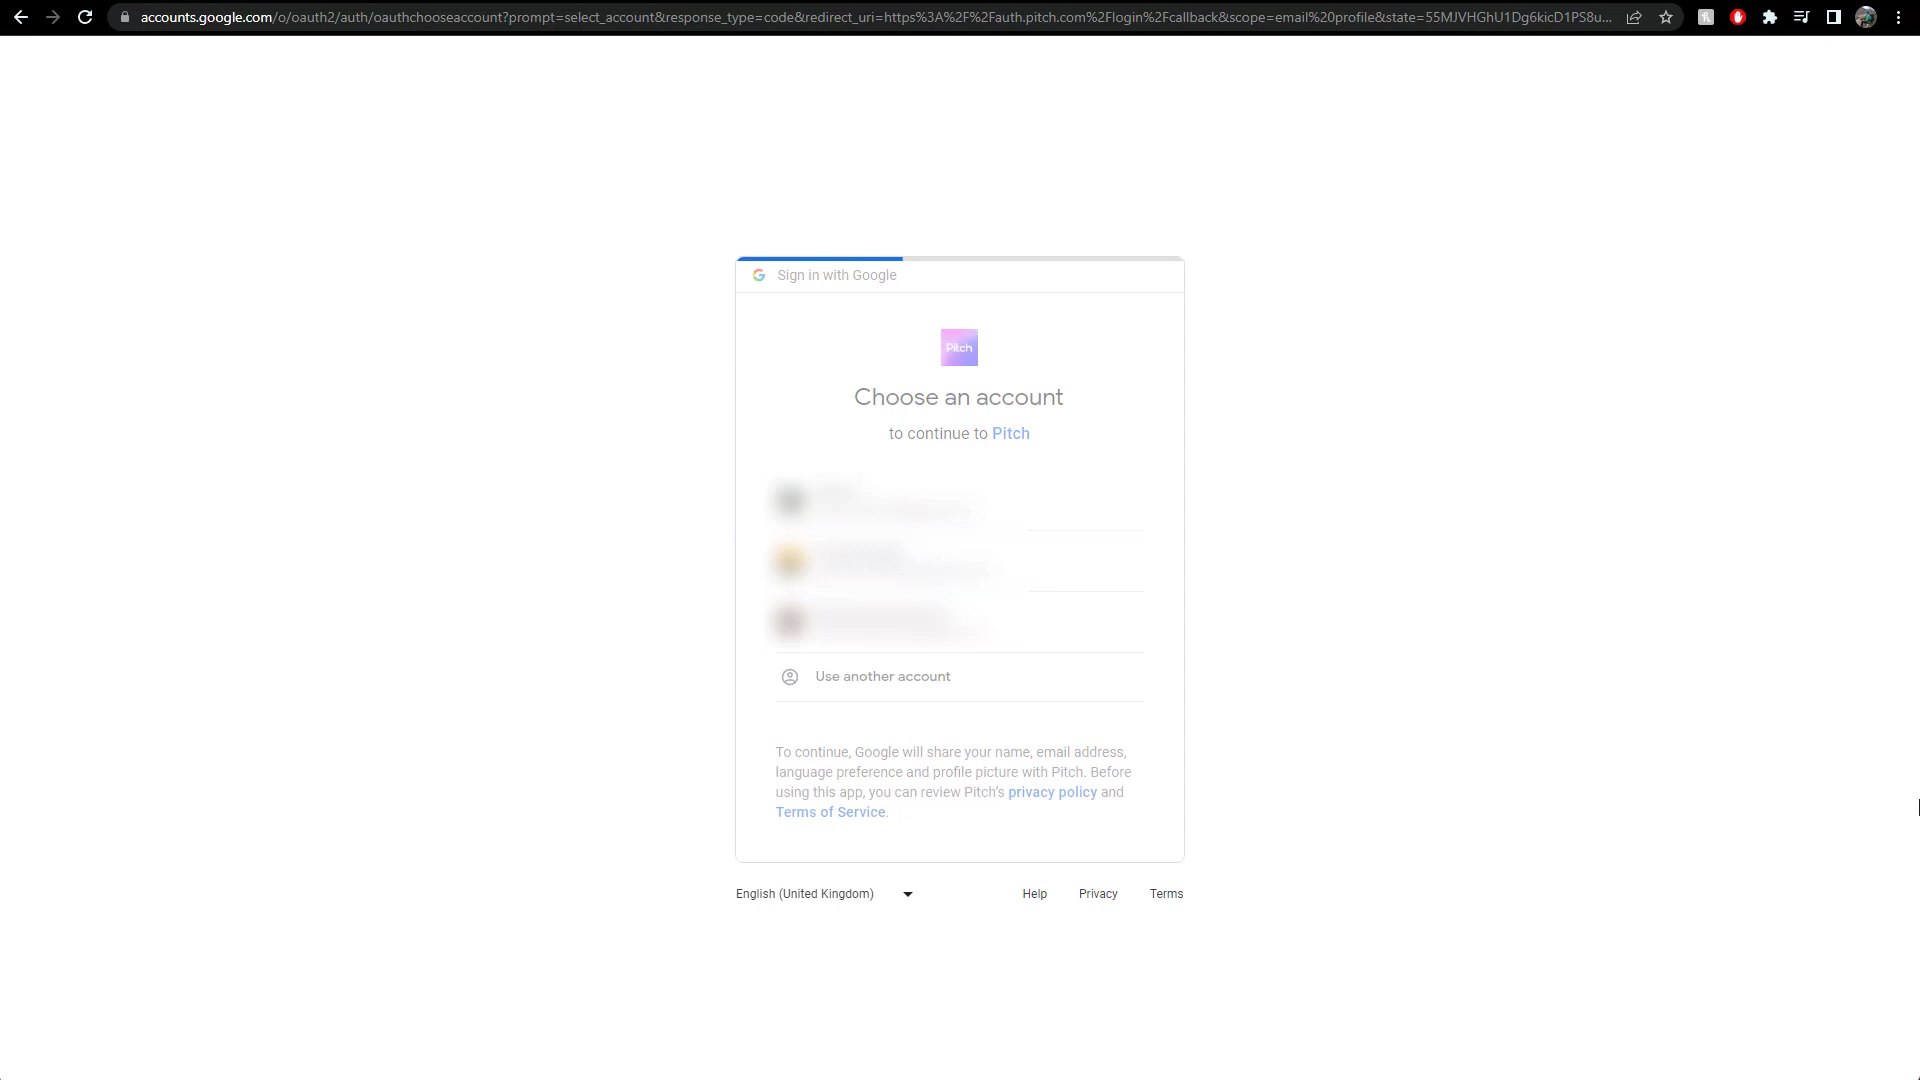 accounts.google.com/o/oauth2/auth/oauthchooseaccount?prompt=select_account&response_type=code&redirect_uri=https%3A%2F%2Fauth.pitch.com%2Flogin%2Fcallback&scope=email%20profile&state=55MJVHGhU1Dg6kicD1PS8u...
Sign in with Google
Pitch
Choose an account
to continue to Pitch
Use another account
To continue, Google will share your name, email address,
language preference and profile picture with Pitch. Before
using this app, you can review Pitch's privacy policy and
Terms of Service.
English (United Kingdom)
Help
Privacy
Terms